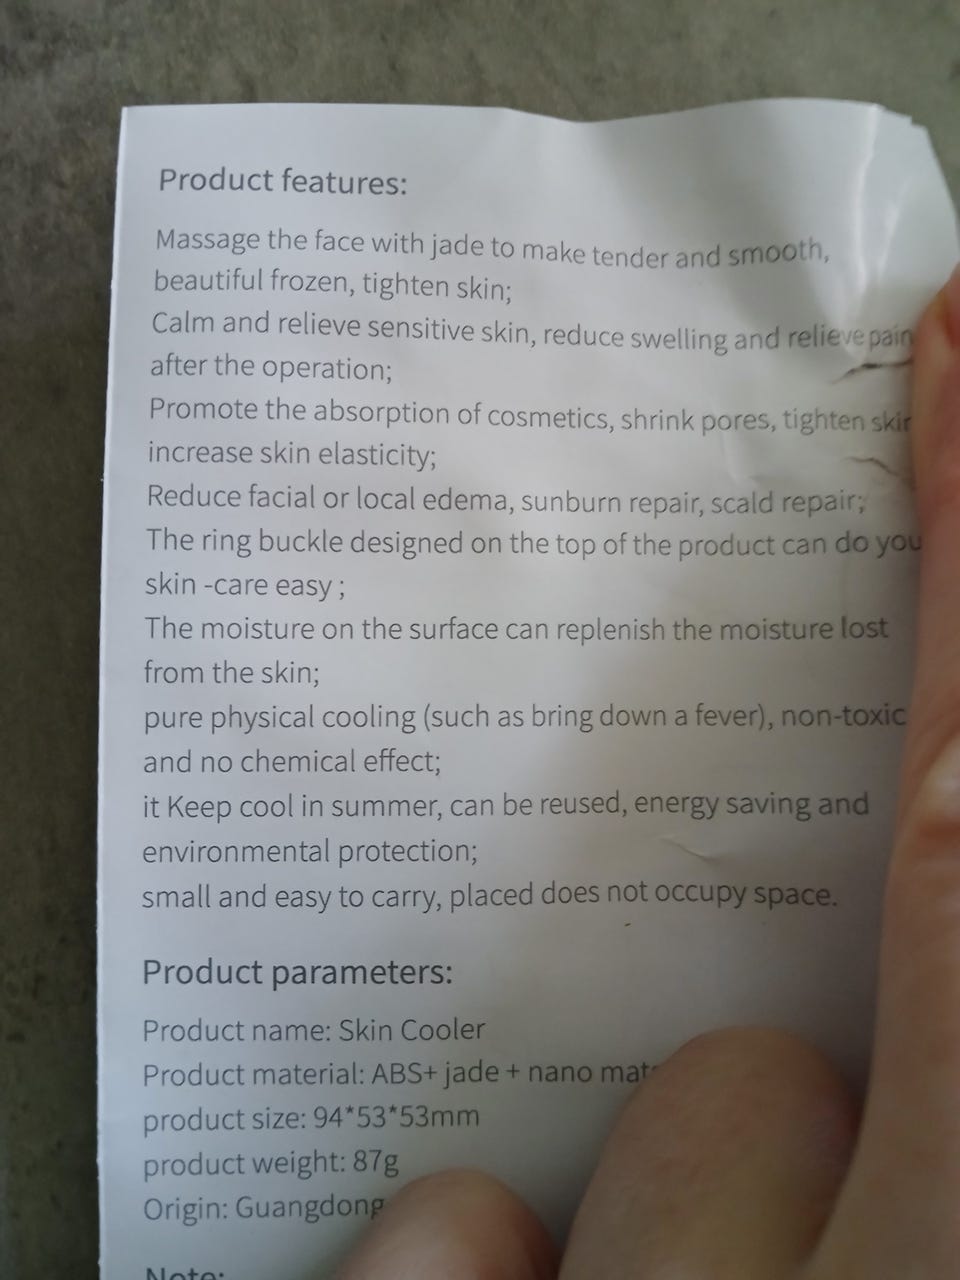 Product features:
Massage the face with jade to make tender and smooth,
beautiful frozen, tighten skin;
Calm and relieve sensitive skin, reduce swelling and relieve pain
after the operation;
Promote the absorption of cosmetics, shrink pores, tighten skin
increase skin elasticity;
Reduce facial or local edema, sunburn repair, scald repair;
The ring buckle designed on the top of the product can do you
skin -care easy ;
The moisture on the surface can replenish the moisture lost
from the skin;
pure physical cooling (such as bring down a fever), non-toxic
and no chemical effect;
it Keep cool in summer, can be reused, energy saving and
environmental protection;
small and easy to carry, placed does not occupy space.
Product parameters:
Product name: Skin Cooler
Product material: ABS+ jade + nano
product size: 94*53*53mm
product weight: 87g
Origin: Guangdong
Note: